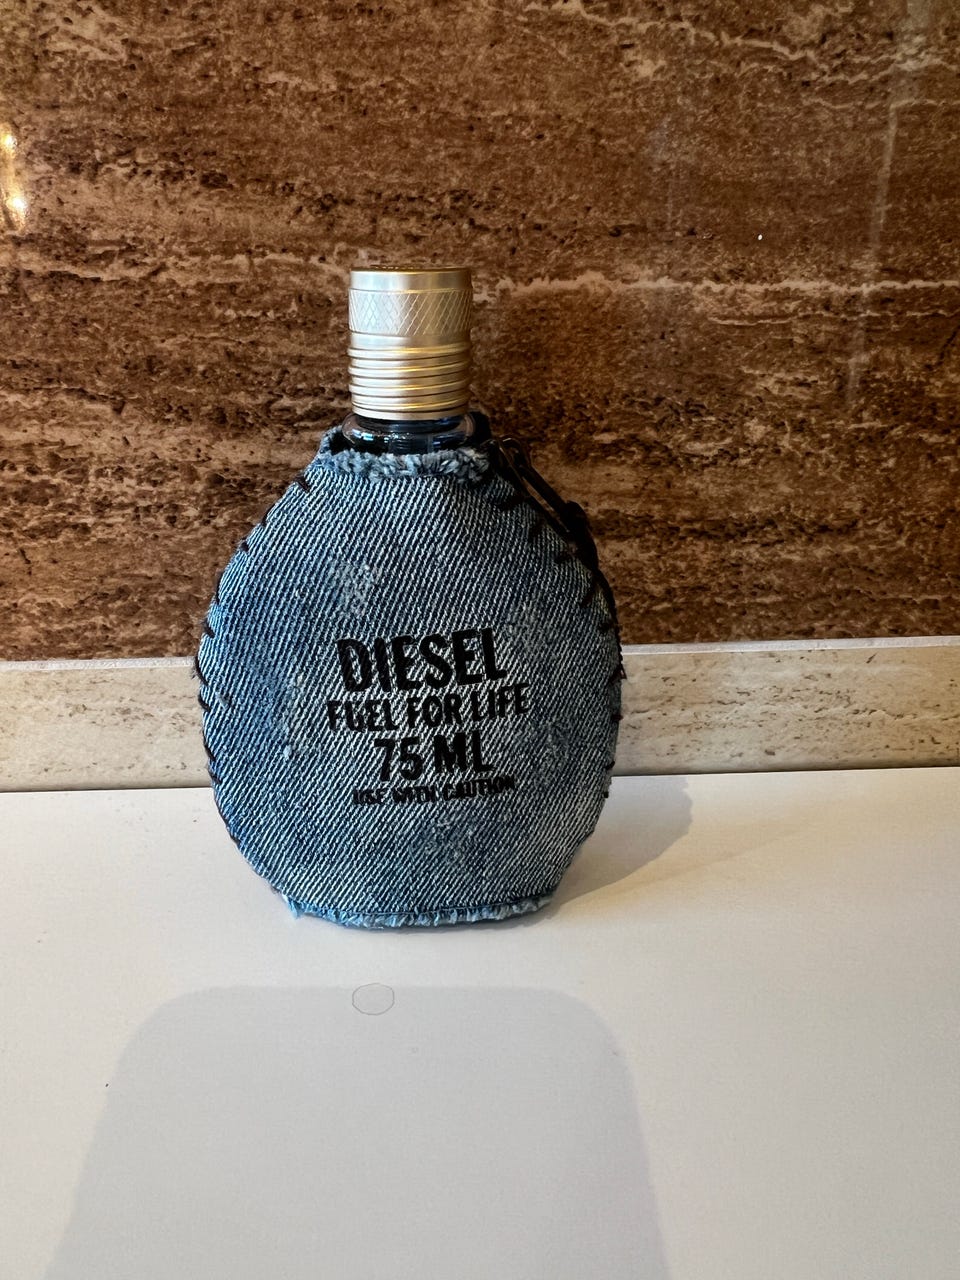 DIESEL
FUEL FOR LIFE
75 ML
USE WITH CAUTION